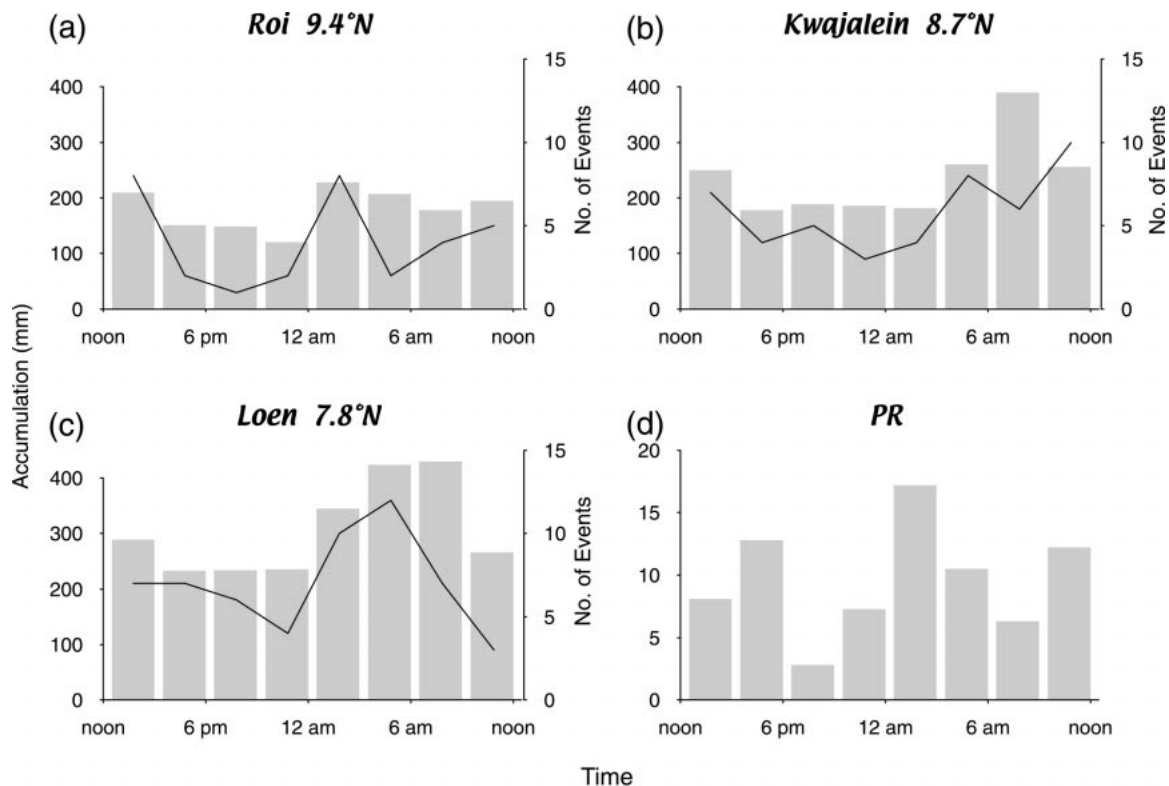 (a) Roi 9.4°N
(b) Kwajalein 8.7°N
400
300
200
100
0
15
10
5
0
No. of Events
noon 6 pm 12 am 6 am noon
400
300
200
100
0
15
10
5
0
No. of Events
noon 6 pm 12 am 6 am noon
Accumulation (mm)
(c) Loen 7.8°N
(d) PR
400
300
200
100
0
15
10
5
0
No. of Events
noon 6 pm 12 am 6 am noon
20
15
10
5
0
noon 6 pm 12 am 6 am noon
Time